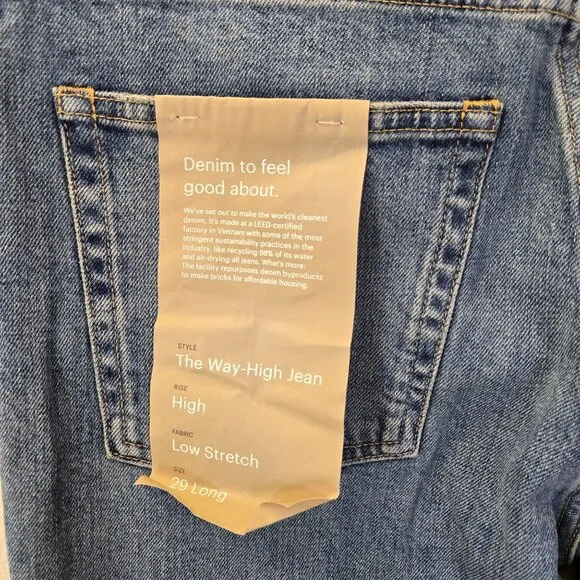 Denim to feel
good about.
We've set out to make the world's cleanest
denim. It's made at a LEED-certified
factory in Vietnam with some of the most
stringent sustainability practices in the
industry, like recycling 98% of its water
and air-drying all jeans. What's more:
The facility repurposes denim byproducts
to make bricks for affordable housing.
STYLE
The Way-High Jean
RISE
High
FABRIC
Low Stretch
SIZE
29 Long